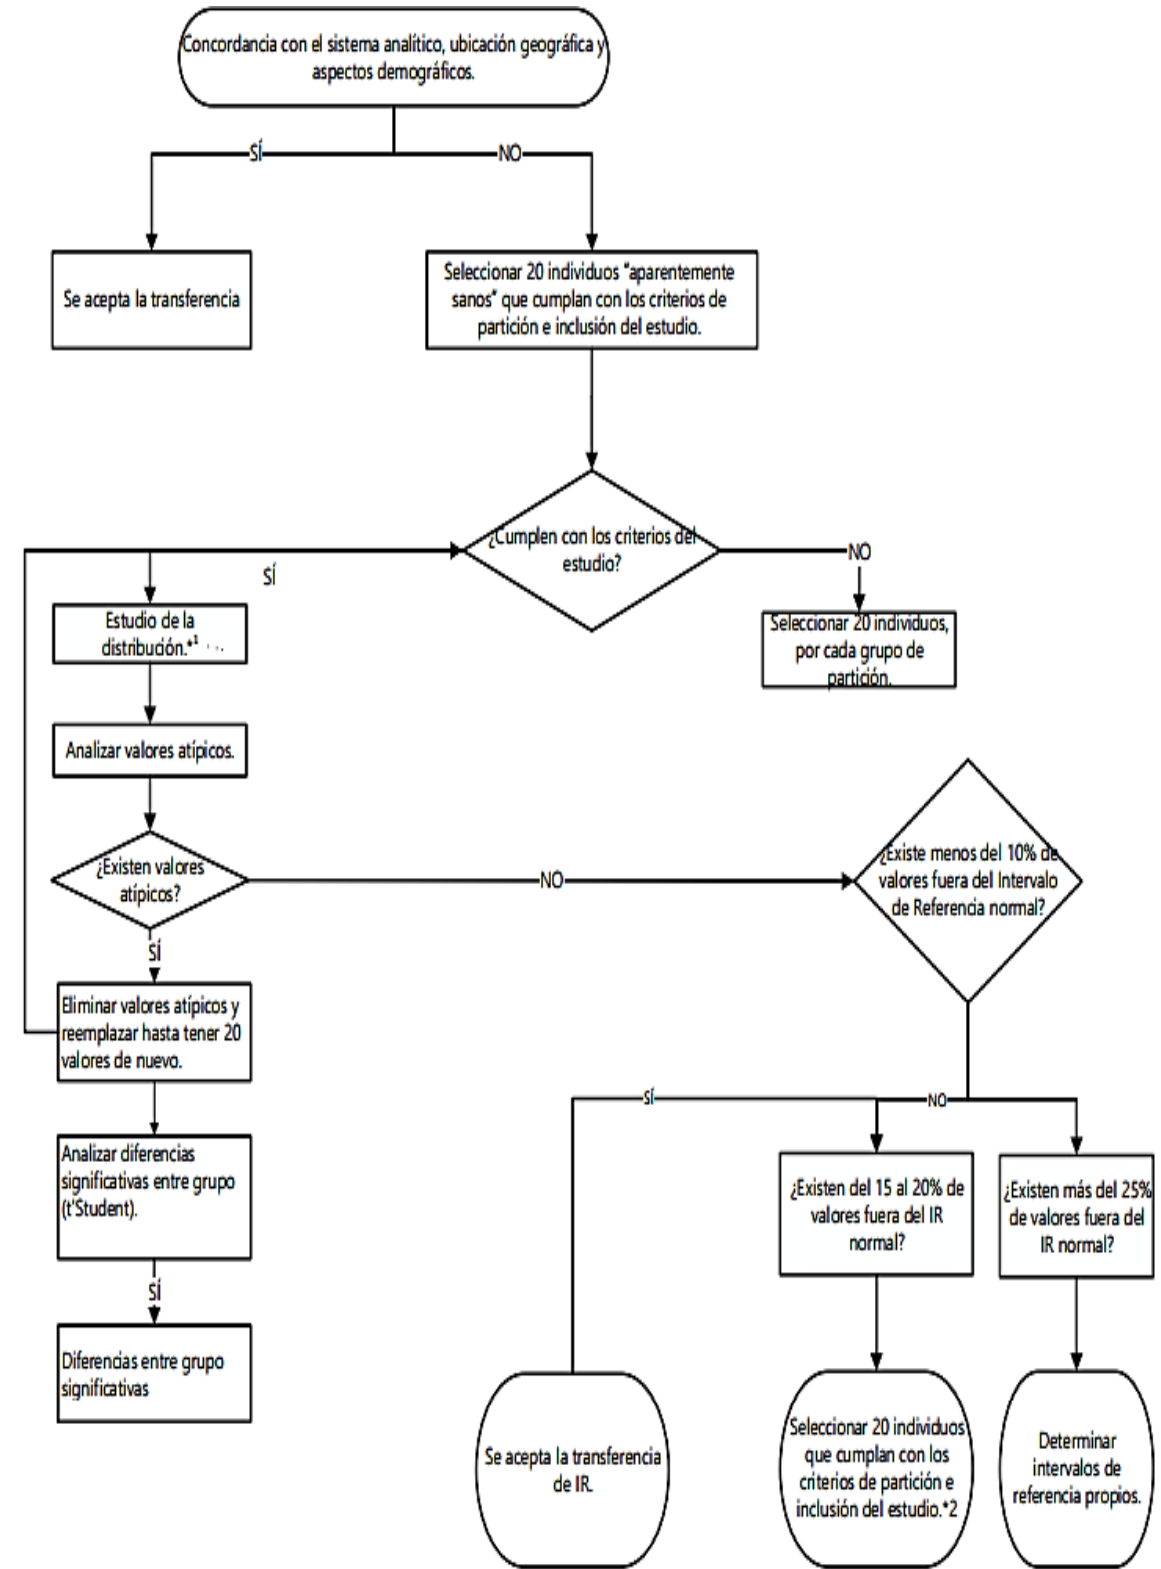 Concordancia con el sistema analítico, ubicación geográfica y
aspectos demográficos.
SÍ
NO
Se acepta la transferencia
Seleccionar 20 individuos "aparentemente
sanos" que cumplan con los criterios de
partición e inclusión del estudio.
¿Cumplen con los criterios del
estudio?
NO
SÍ
Seleccionar 20 individuos,
por cada grupo de
partición.
Estudio de la
distribución.*1
Analizar valores atípicos.
¿Existen valores
atípicos?
NO
¿Existe menos del 10% de
valores fuera del Intervalo
de Referencia normal?
SÍ
Eliminar valores atípicos y
reemplazar hasta tener 20
valores de nuevo.
Analizar diferencias
significativas entre grupo
(t'Student).
SÍ
Diferencias entre grupo
significativas
SÍ
NO
¿Existen del 15 al 20% de
valores fuera del IR
normal?
¿Existen más del 25%
de valores fuera del
IR normal?
Se acepta la transferencia
de IR.
Seleccionar 20 individuos
que cumplan con los
criterios de partición e
inclusión del estudio.*2
Determinar
intervalos de
referencia propios.